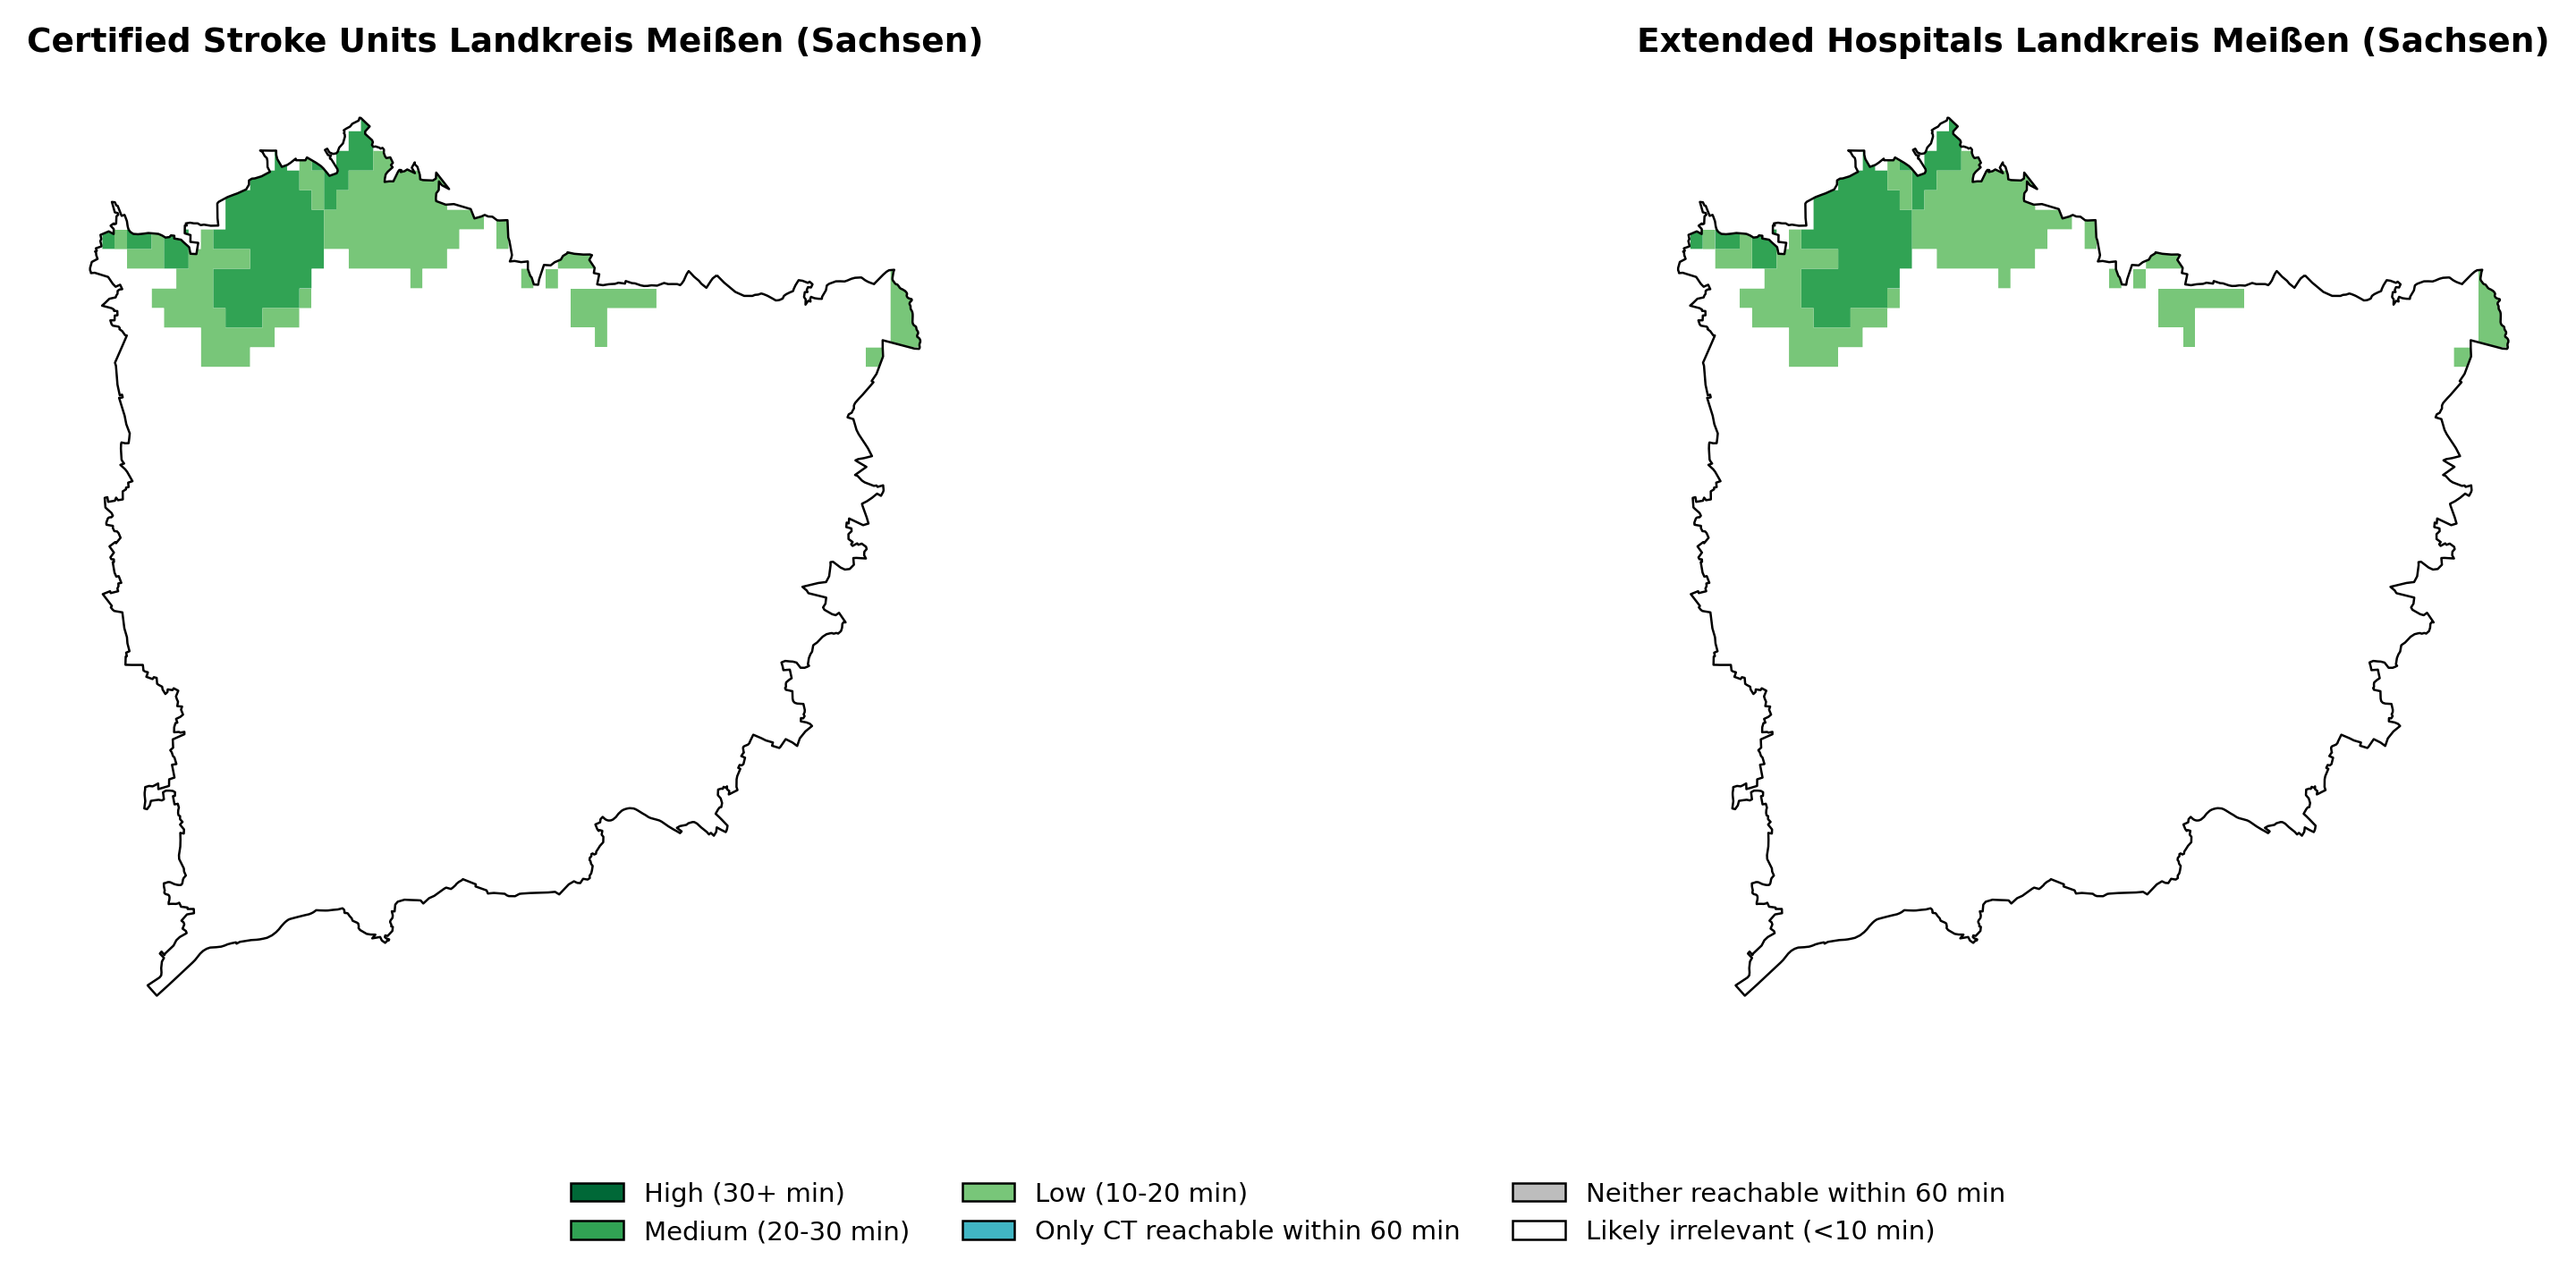 Certified Stroke Units Landkreis Meißen (Sachsen)
Extended Hospitals Landkreis Meißen (Sachsen)
High (30+ min)
Medium (20-30 min)
Low (10-20 min)
Only CT reachable within 60 min
Neither reachable within 60 min
Likely irrelevant (<10 min)